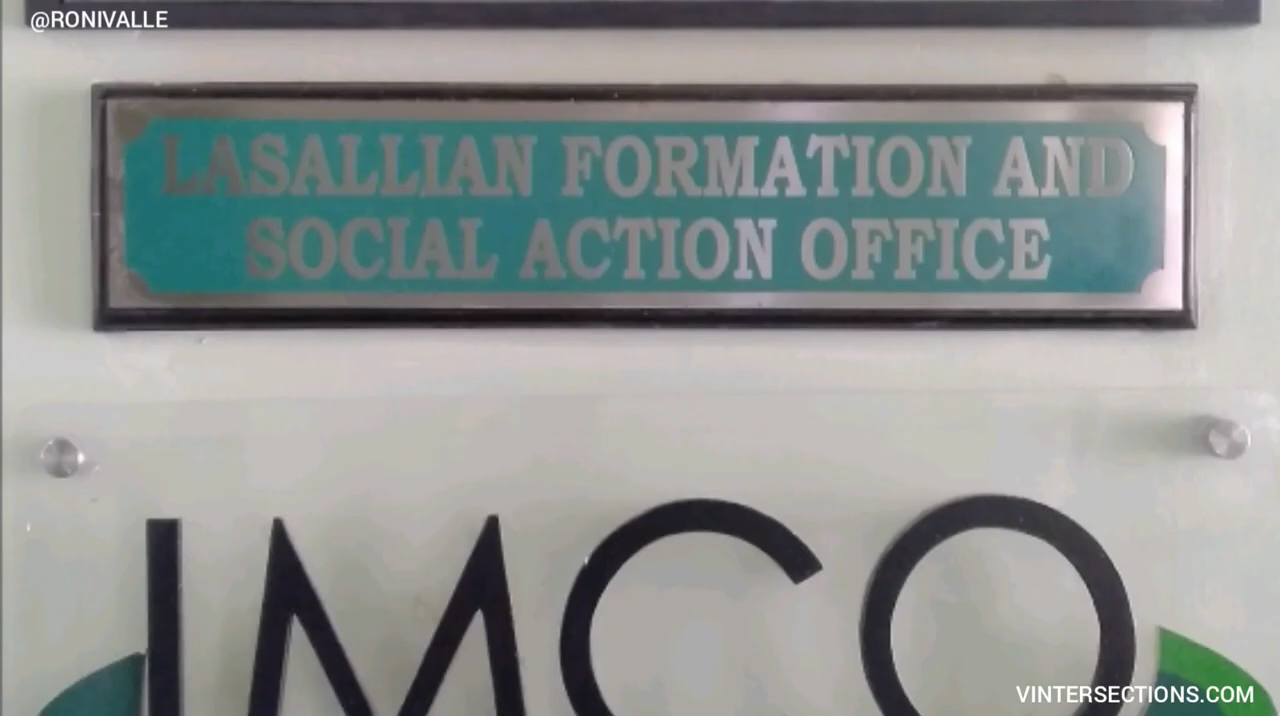 @RONIVALLE
LASALLIAN FORMATION AND
SOCIAL ACTION OFFICE
IMCO
VINTERSECTIONS.COM